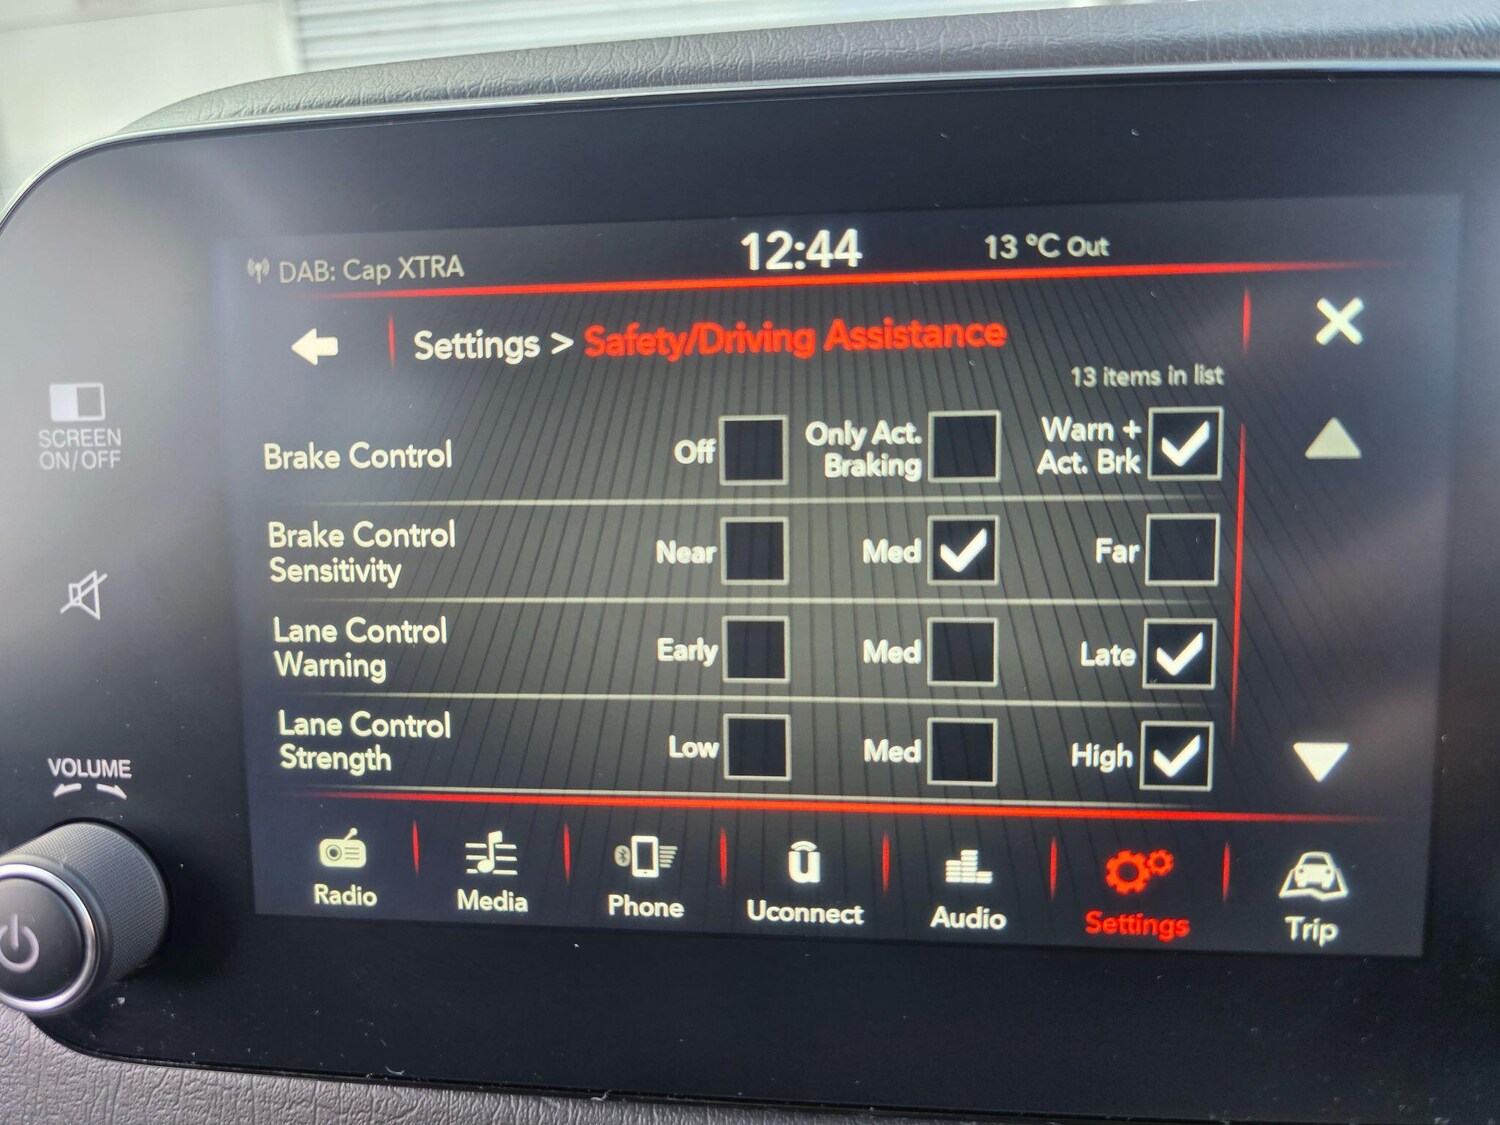 DAB: Cap XTRA 12:44 13 °C Out
Settings > Safety/Driving Assistance
13 items in list
Brake Control Off Only Act. Braking Warn + Act. Brk
Brake Control Sensitivity Near Med Far
Lane Control Warning Early Med Late
Lane Control Strength Low Med High
SCREEN
ON/OFF
VOLUME
Radio Media Phone Uconnect Audio Settings Trip